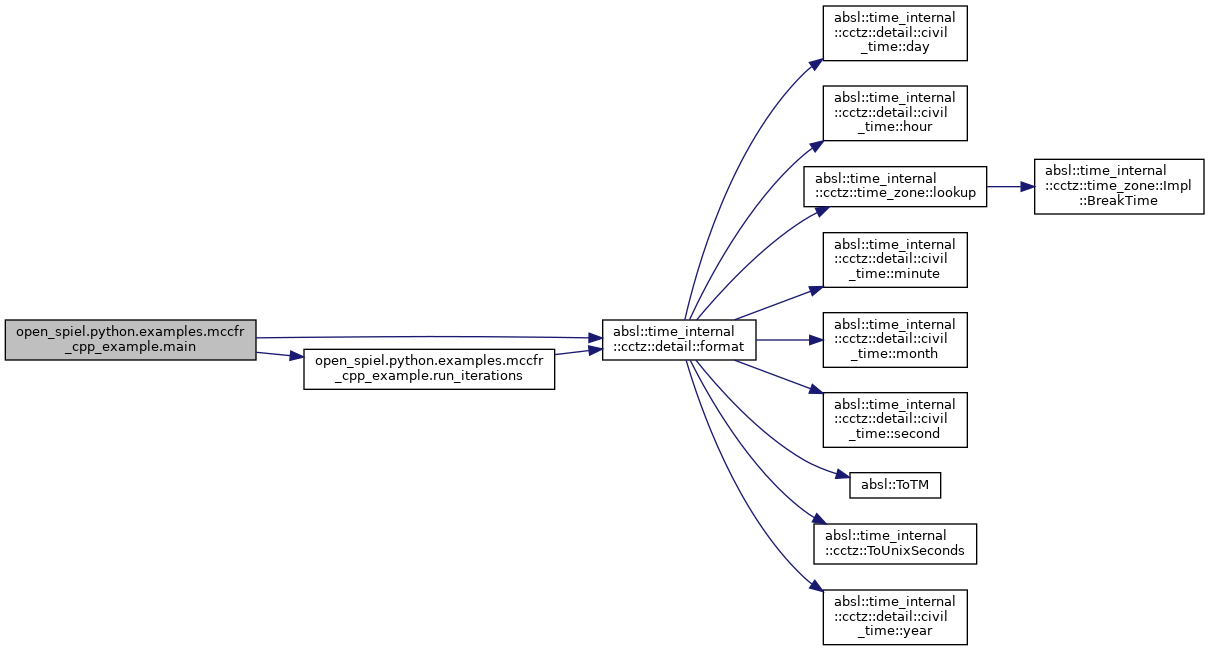 open_spiel.python.examples.mccfr
_cpp_example.main
open_spiel.python.examples.mccfr
_cpp_example.run_iterations
absl::time_internal
::cctz::detail::format
absl::time_internal
::cctz::detail::civil
_time::day
absl::time_internal
::cctz::detail::civil
_time::hour
absl::time_internal
::cctz::time_zone::lookup
absl::time_internal
::cctz::time_zone::Impl
::BreakTime
absl::time_internal
::cctz::detail::civil
_time::minute
absl::time_internal
::cctz::detail::civil
_time::month
absl::time_internal
::cctz::detail::civil
_time::second
absl::ToTM
absl::time_internal
::cctz::ToUnixSeconds
absl::time_internal
::cctz::detail::civil
_time::year